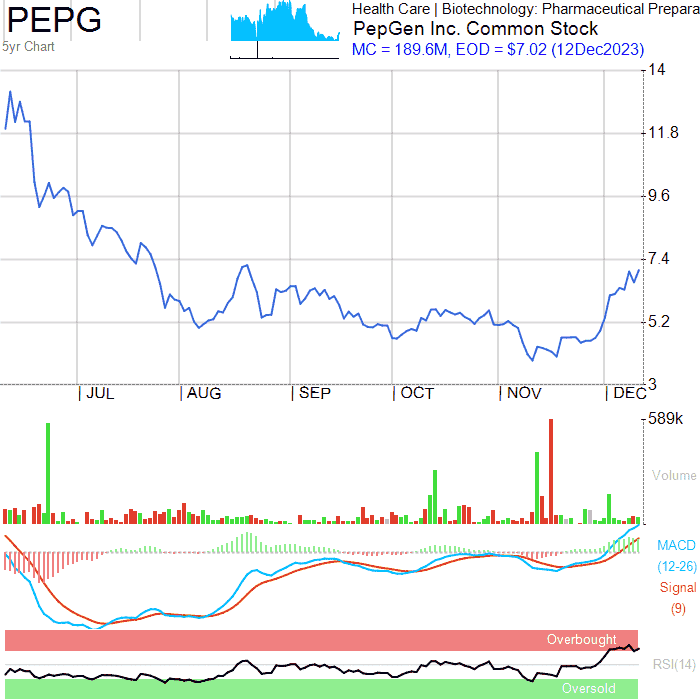 PEPG
5yr Chart
Health Care | Biotechnology: Pharmaceutical Prepara
PepGen Inc. Common Stock
MC = 189.6M, EOD = $7.02 (12Dec2023)
14
11.8
9.6
7.4
5.2
3
JUL
AUG
SEP
OCT
NOV
DEC
589k
Volume
MACD
(12-26)
Signal
(9)
Overbought
RSI(14)
Oversold